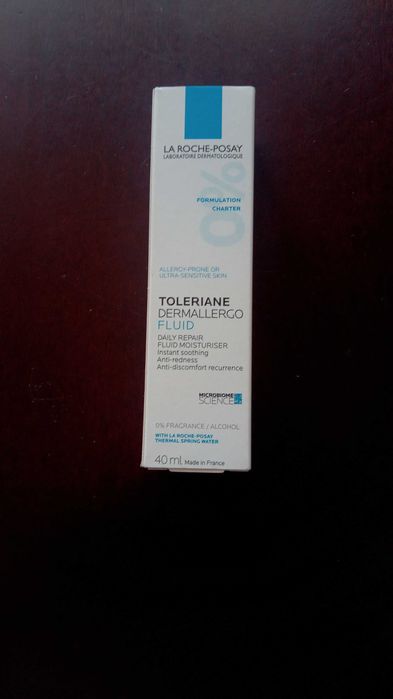 LA ROCHE-POSAY
LABORATOIRE DERMATOLOGIQUE
0%
FORMULATION
CHARTER
ALLERGY-PRONE OR
ULTRA-SENSITIVE SKIN
TOLERIANE
DERMALLERGO
FLUID
DAILY REPAIR
FLUID MOISTURISER
Instant soothing
Anti-redness
Anti-discomfort recurrence
MICROBIOME
SCIENCE
0% FRAGRANCE / ALCOHOL
WITH LA ROCHE-POSAY
THERMAL SPRING WATER
40 ml Made in France